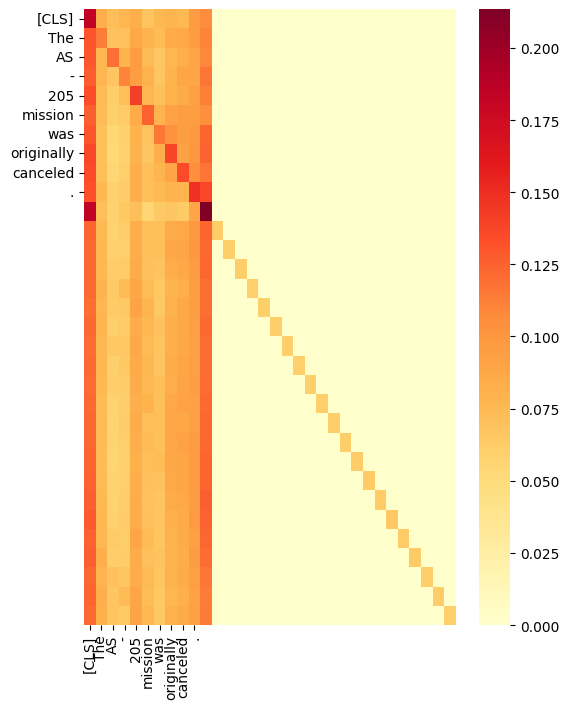 [CLS]
The
AS
-
205
mission
was
originally
canceled
.
0.200
0.175
0.150
0.125
0.100
0.075
0.050
0.025
0.000
[CLS]
The
AS
-
205
mission
was
originally
canceled
.